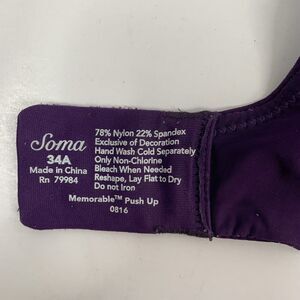 Soma
34A
Made in China
Rn 79984
78% Nylon 22% Spandex
Exclusive of Decoration
Hand Wash Cold Separately
Only Non-Chlorine
Bleach When Needed
Reshape, Lay Flat to Dry
Do not Iron
Memorable™ Push Up
0816